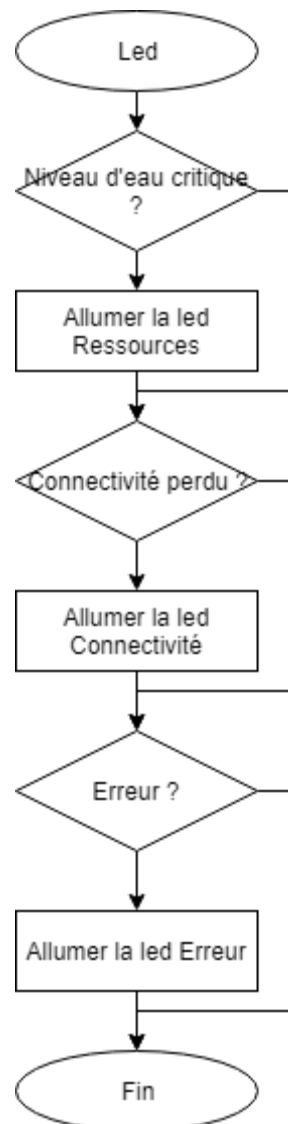 Led
Niveau d'eau critique
?
Allumer la led
Ressources
Connectivité perdu ?
Allumer la led
Connectivité
Erreur ?
Allumer la led Erreur
Fin